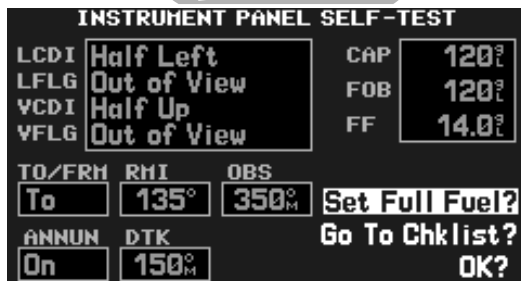 INSTRUMENT PANEL SELF-TEST
LCDI Half Left
LFLG Out of View
VCDI Half Up
VFLG Out of View
CAP 120 g/L
FOB 120 g/L
FF 14.0 g/L
TO/FRM RMI OBS
To 135° 350°M
Set Full Fuel?
ANNUN DTK
Go To Chklist?
On 150°M
OK?